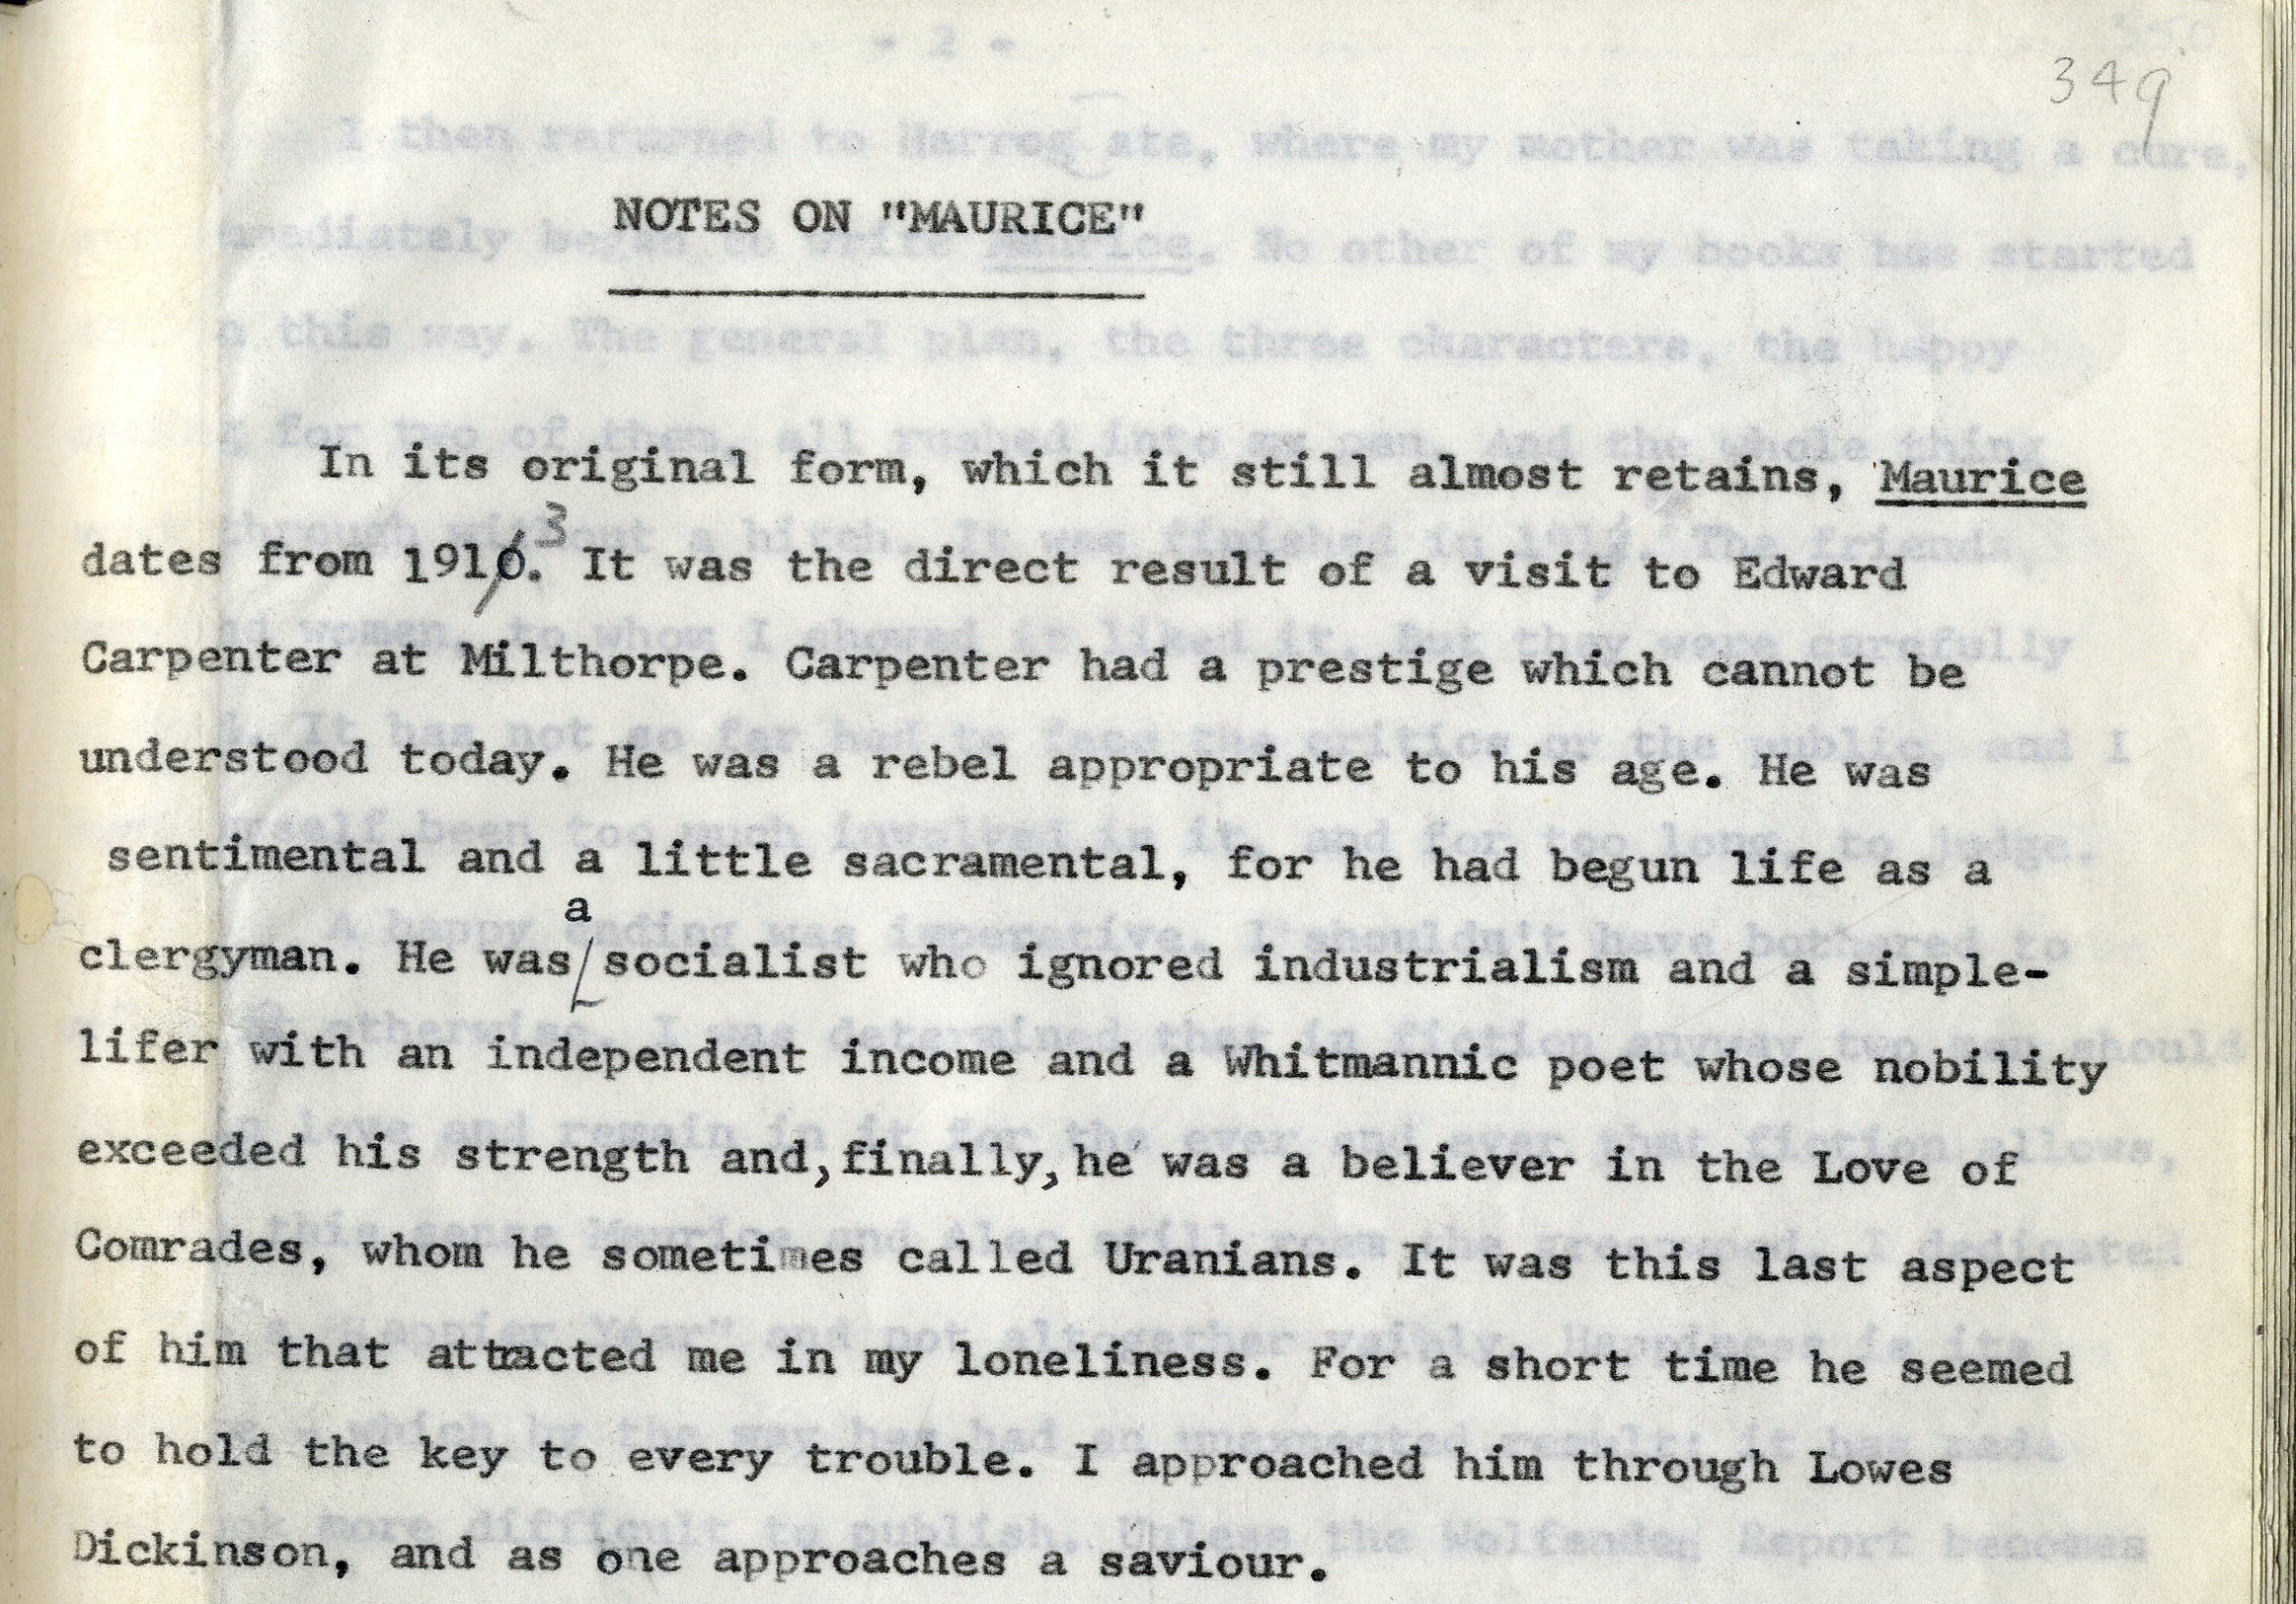 349
NOTES ON "MAURICE"
In its original form, which it still almost retains, Maurice
dates from 1910. 3 It was the direct result of a visit to Edward
Carpenter at Milthorpe. Carpenter had a prestige which cannot be
understood today. He was a rebel appropriate to his age. He was
sentimental and a little sacramental, for he had begun life as a
a
clergyman. He was socialist who ignored industrialism and a simple-
lifer with an independent income and a Whitmannic poet whose nobility
exceeded his strength and, finally, he was a believer in the Love of
Comrades, whom he sometimes called Uranians. It was this last aspect
of him that attracted me in my loneliness. For a short time he seemed
to hold the key to every trouble. I approached him through Lowes
Dickinson, and as one approaches a saviour.